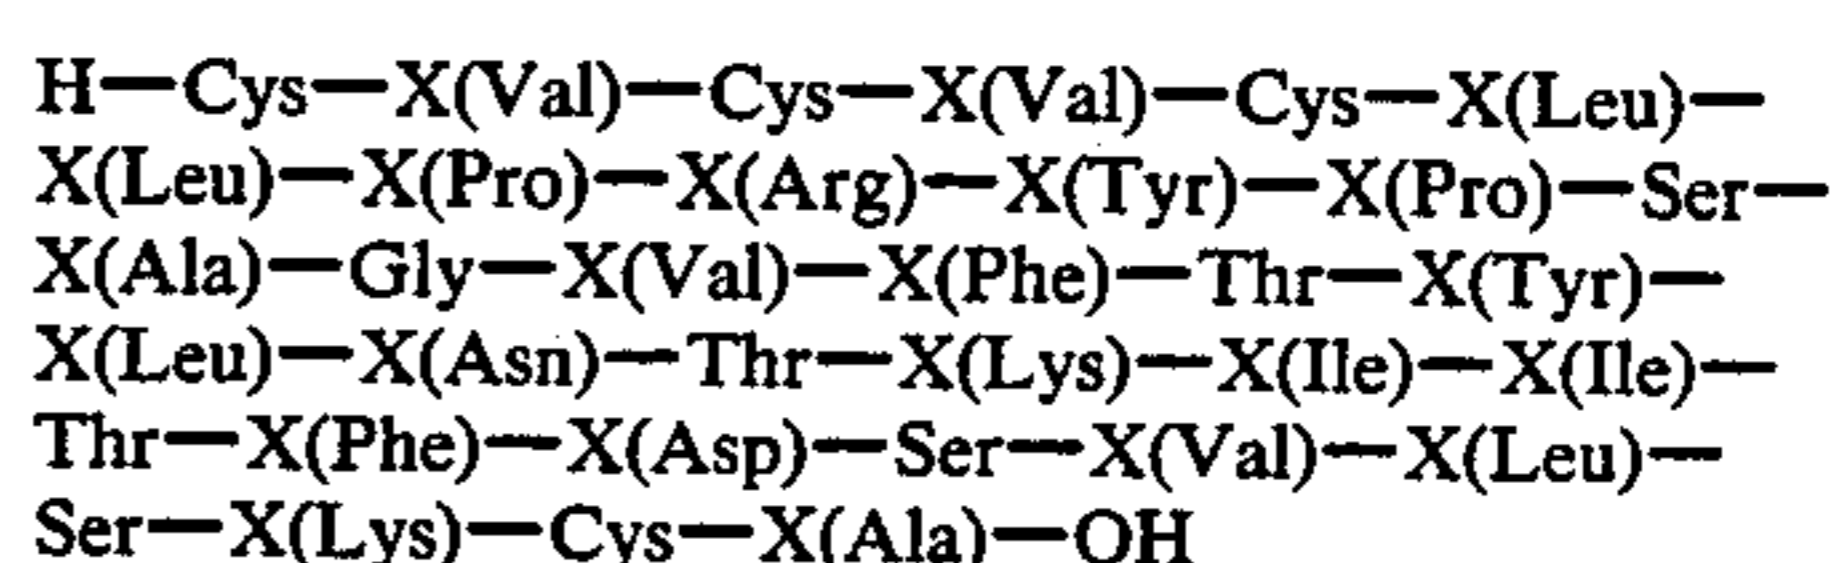 H—Cys—X(Val)—Cys—X(Val)—Cys—X(Leu)—
X(Leu)—X(Pro)—X(Arg)—X(Tyr)—X(Pro)—Ser—
X(Ala)—Gly—X(Val)—X(Phe)—Thr—X(Tyr)—
X(Leu)—X(Asn)—Thr—X(Lys)—X(Ile)—X(Ile)—
Thr—X(Phe)—X(Asp)—Ser—X(Val)—X(Leu)—
Ser—X(Lys)—Cys—X(Ala)—OH